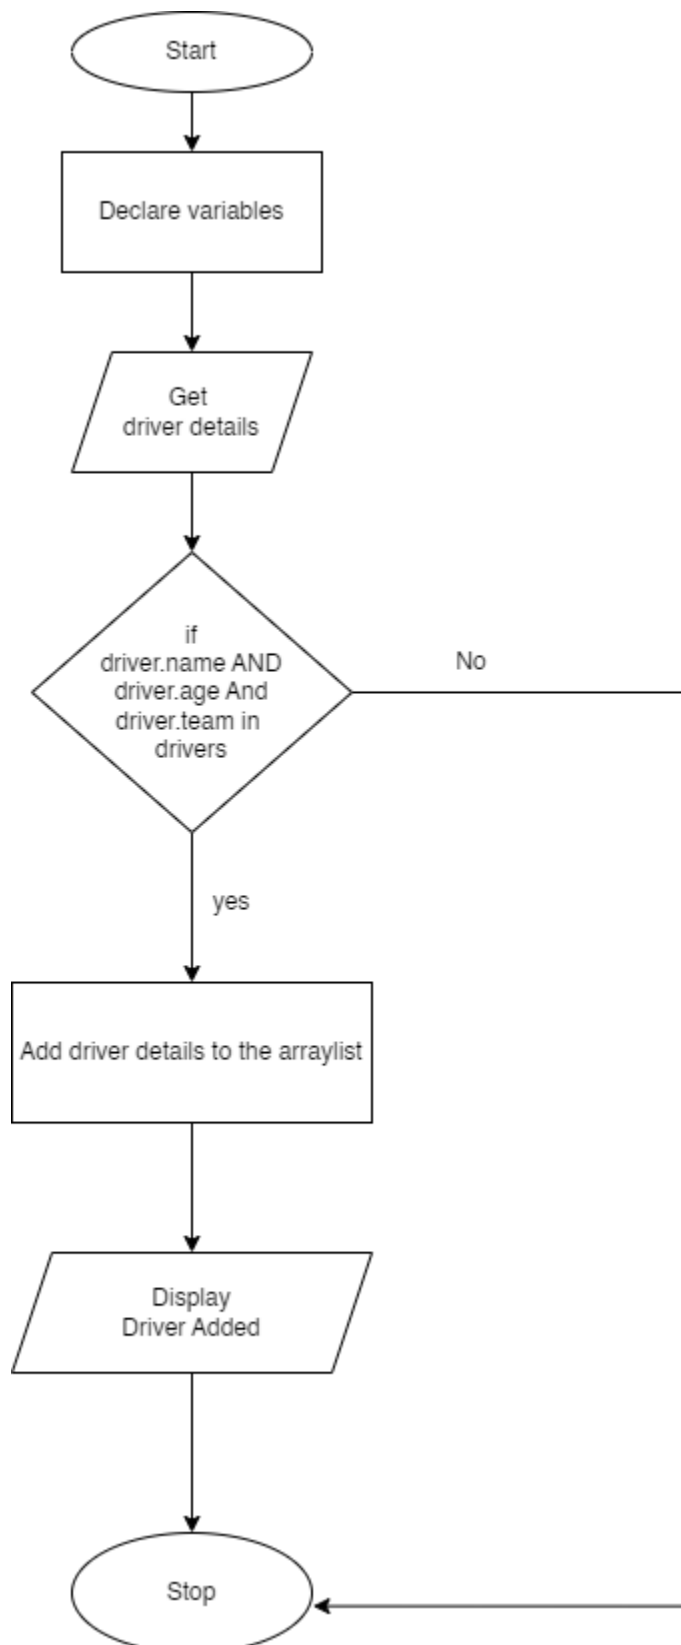 Start
Declare variables
Get
driver details
if
driver.name AND
driver.age And
driver.team in
drivers
No
yes
Add driver details to the arraylist
Display
Driver Added
Stop